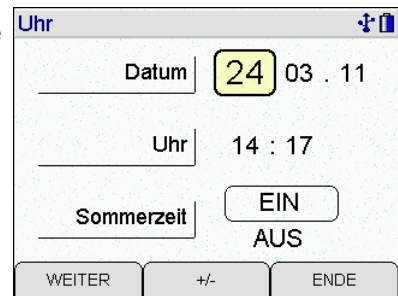 Uhr
Datum 24 03 . 11
Uhr 14 : 17
Sommerzeit EIN
AUS
WEITER +/- ENDE